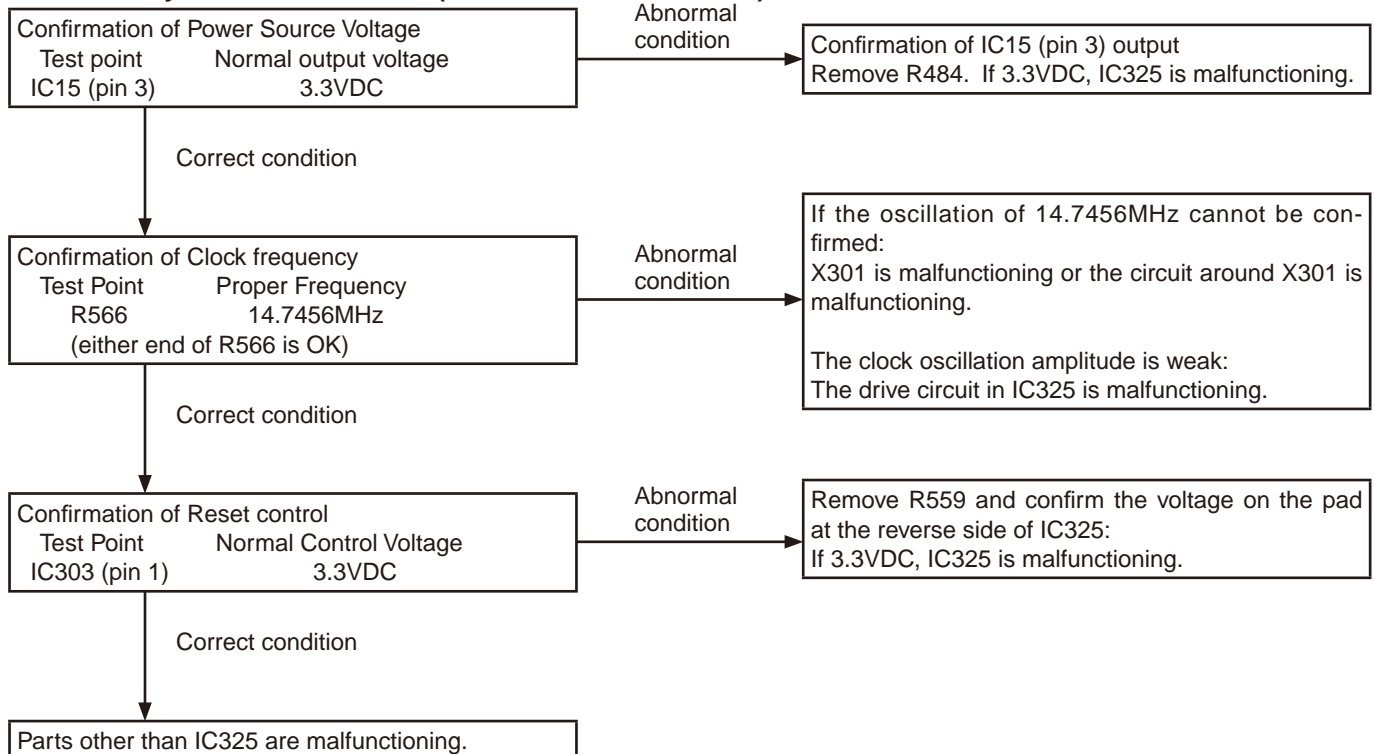 Confirmation of Power Source Voltage
Test point Normal output voltage
IC15 (pin 3) 3.3VDC
Abnormal
condition
Confirmation of IC15 (pin 3) output
Remove R484. If 3.3VDC, IC325 is malfunctioning.
Correct condition
Confirmation of Clock frequency
Test Point Proper Frequency
R566 14.7456MHz
(either end of R566 is OK)
Abnormal
condition
If the oscillation of 14.7456MHz cannot be con-
firmed:
X301 is malfunctioning or the circuit around X301 is
malfunctioning.
The clock oscillation amplitude is weak:
The drive circuit in IC325 is malfunctioning.
Correct condition
Confirmation of Reset control
Test Point Normal Control Voltage
IC303 (pin 1) 3.3VDC
Abnormal
condition
Remove R559 and confirm the voltage on the pad
at the reverse side of IC325:
If 3.3VDC, IC325 is malfunctioning.
Correct condition
Parts other than IC325 are malfunctioning.